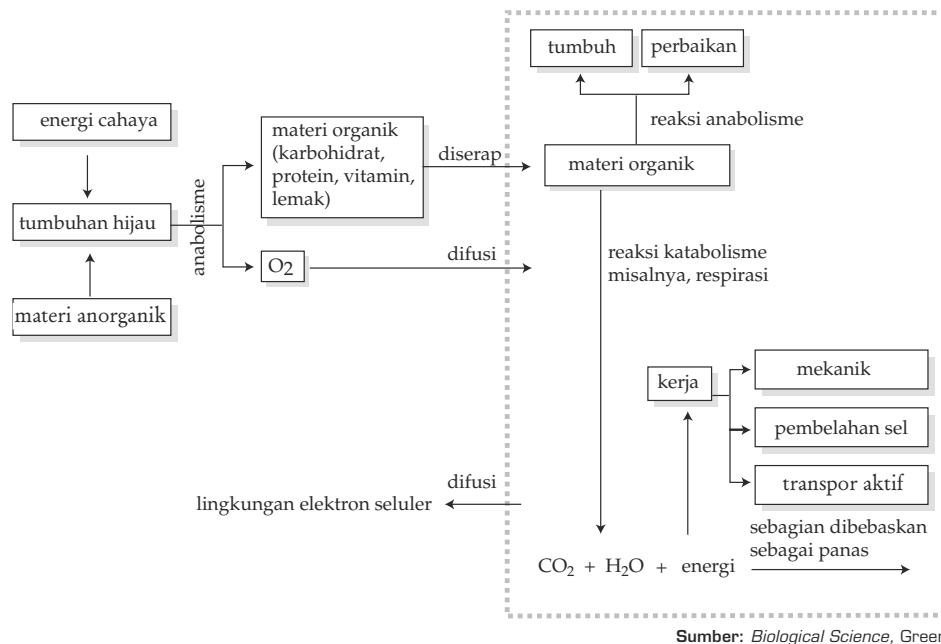 tumbuh
perbaikan
reaksi anabolisme
energi cahaya
materi organik
(karbohidrat,
protein, vitamin,
lemak)
diserap
materi organik
tumbuhan hijau
anabolisme
O2
difusi
reaksi katabolisme
misalnya, respirasi
materi anorganik
kerja
mekanik
pembelahan sel
transpor aktif
difusi
lingkungan elektron seluler
sebagian dibebaskan
sebagai panas
CO2 + H2O + energi
Sumber: Biological Science, Green